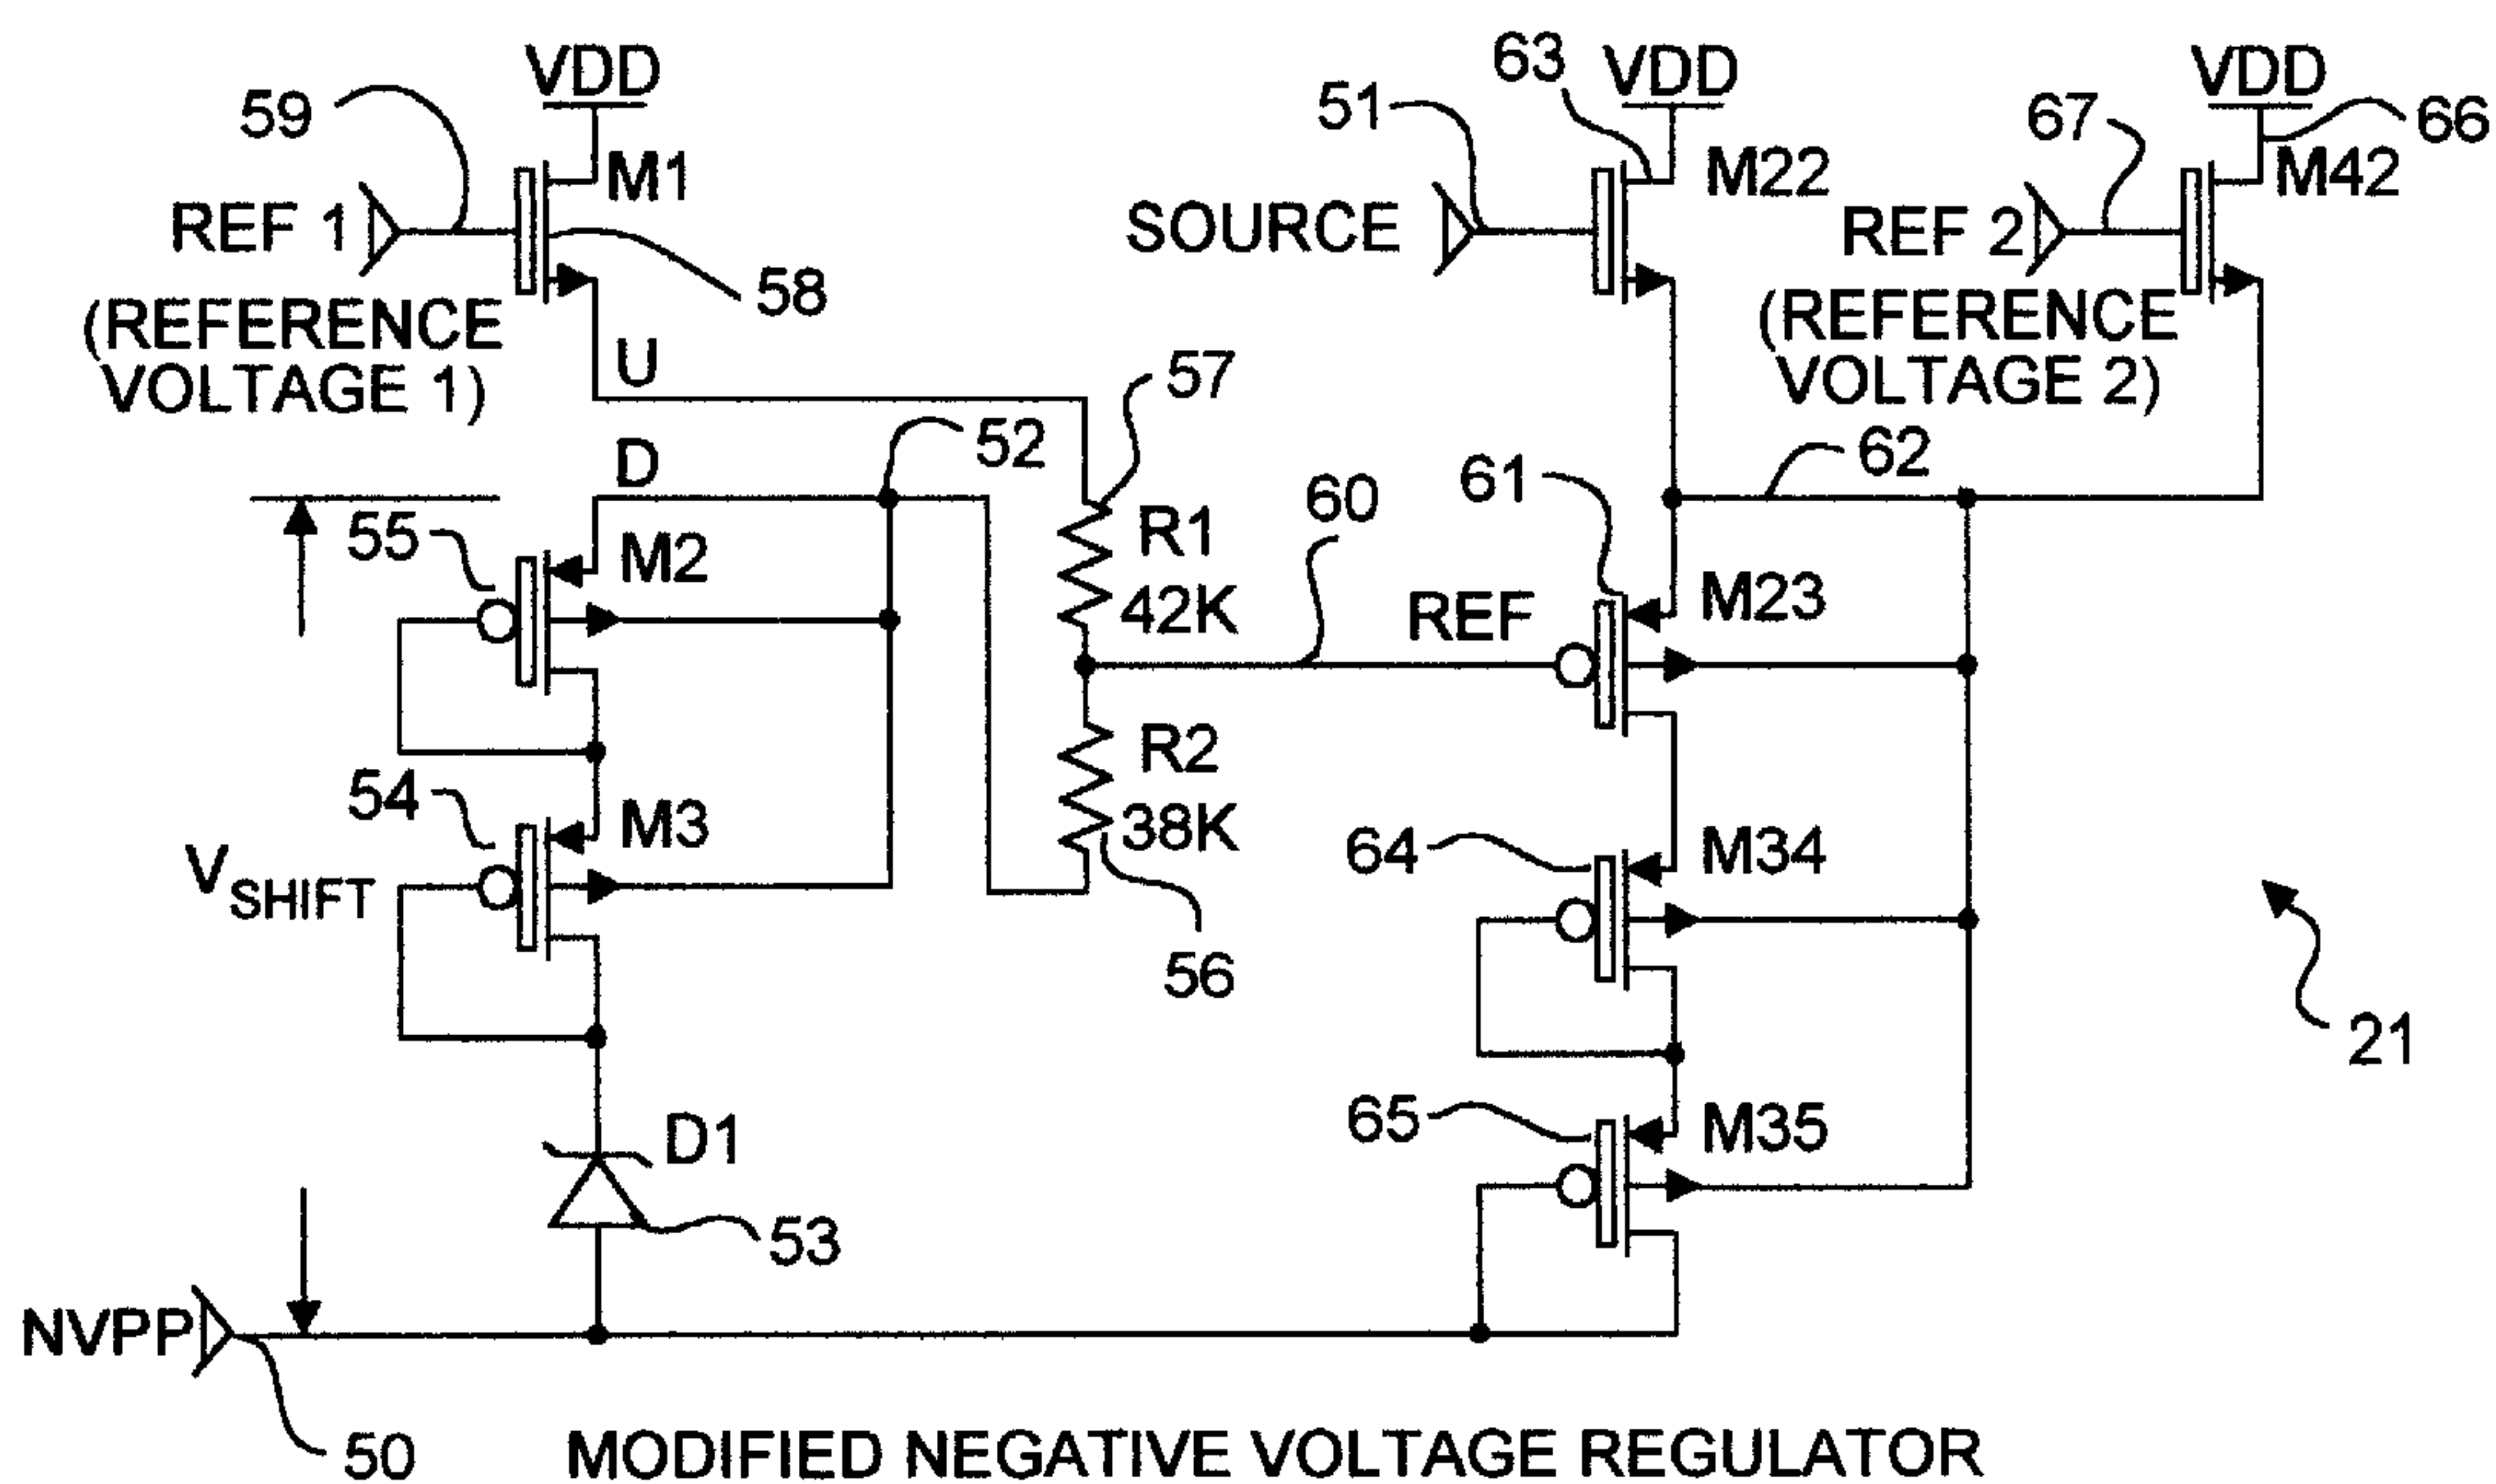 VDD
63
VDD
VDD
59
51
67
66
M1
M22
M42
REF 1
SOURCE
REF 2
58
(REFERENCE
VOLTAGE 1)
(REFERENCE
VOLTAGE 2)
U
57
D
52
60
61
62
55
M2
R1
42K
REF
M23
54
M3
R2
38K
64
M34
VSHIFT
56
21
D1
65
M35
53
NVPP
50
MODIFIED NEGATIVE VOLTAGE REGULATOR